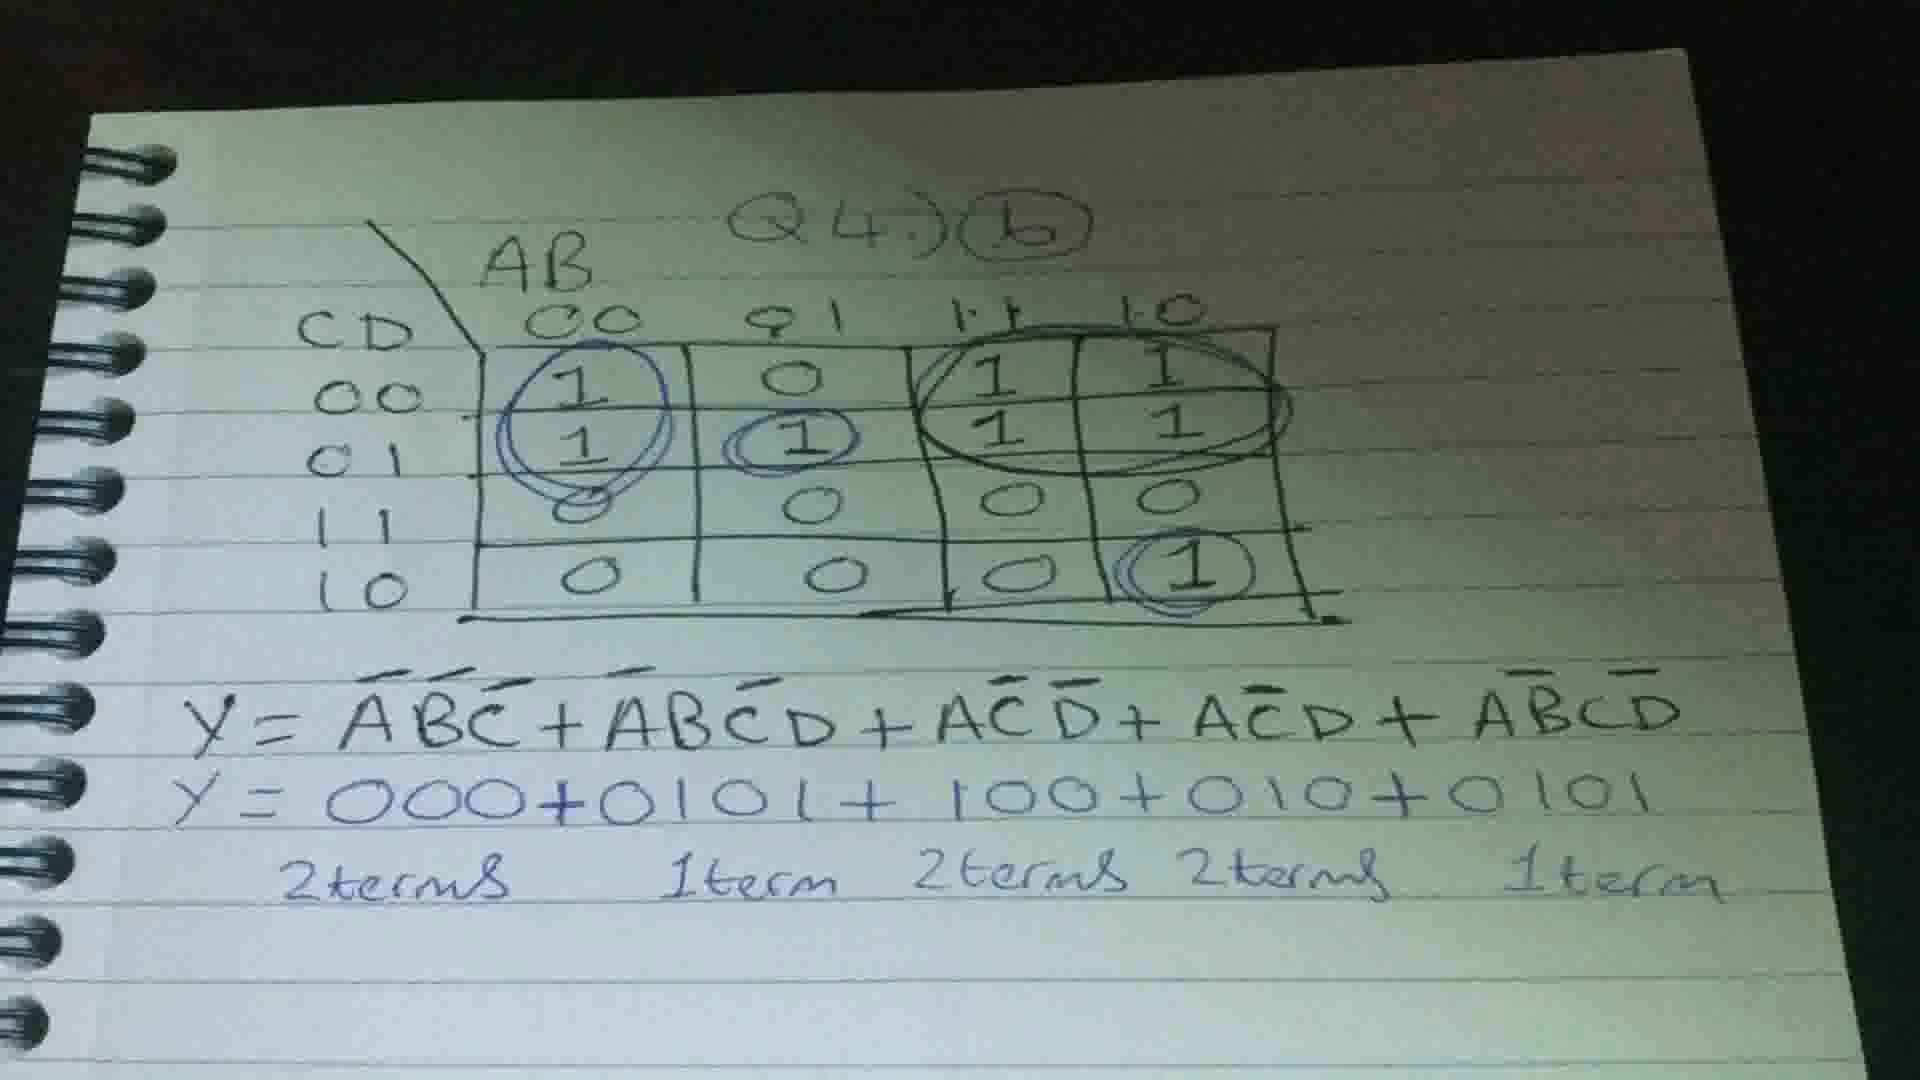 Q4.) b
AB
CD 00 01 11 10
00 1 0 1 1
01 1 1 1 1
11 0 0 0 0
10 0 0 0 1
Y = A̅B̅C̅ + A̅BC̅D + AC̅D̅ + AC̅D + AB̅CD̅
Y = 000 + 0101 + 100 + 010 + 0101
2terms 1term 2terms 2terms 1term